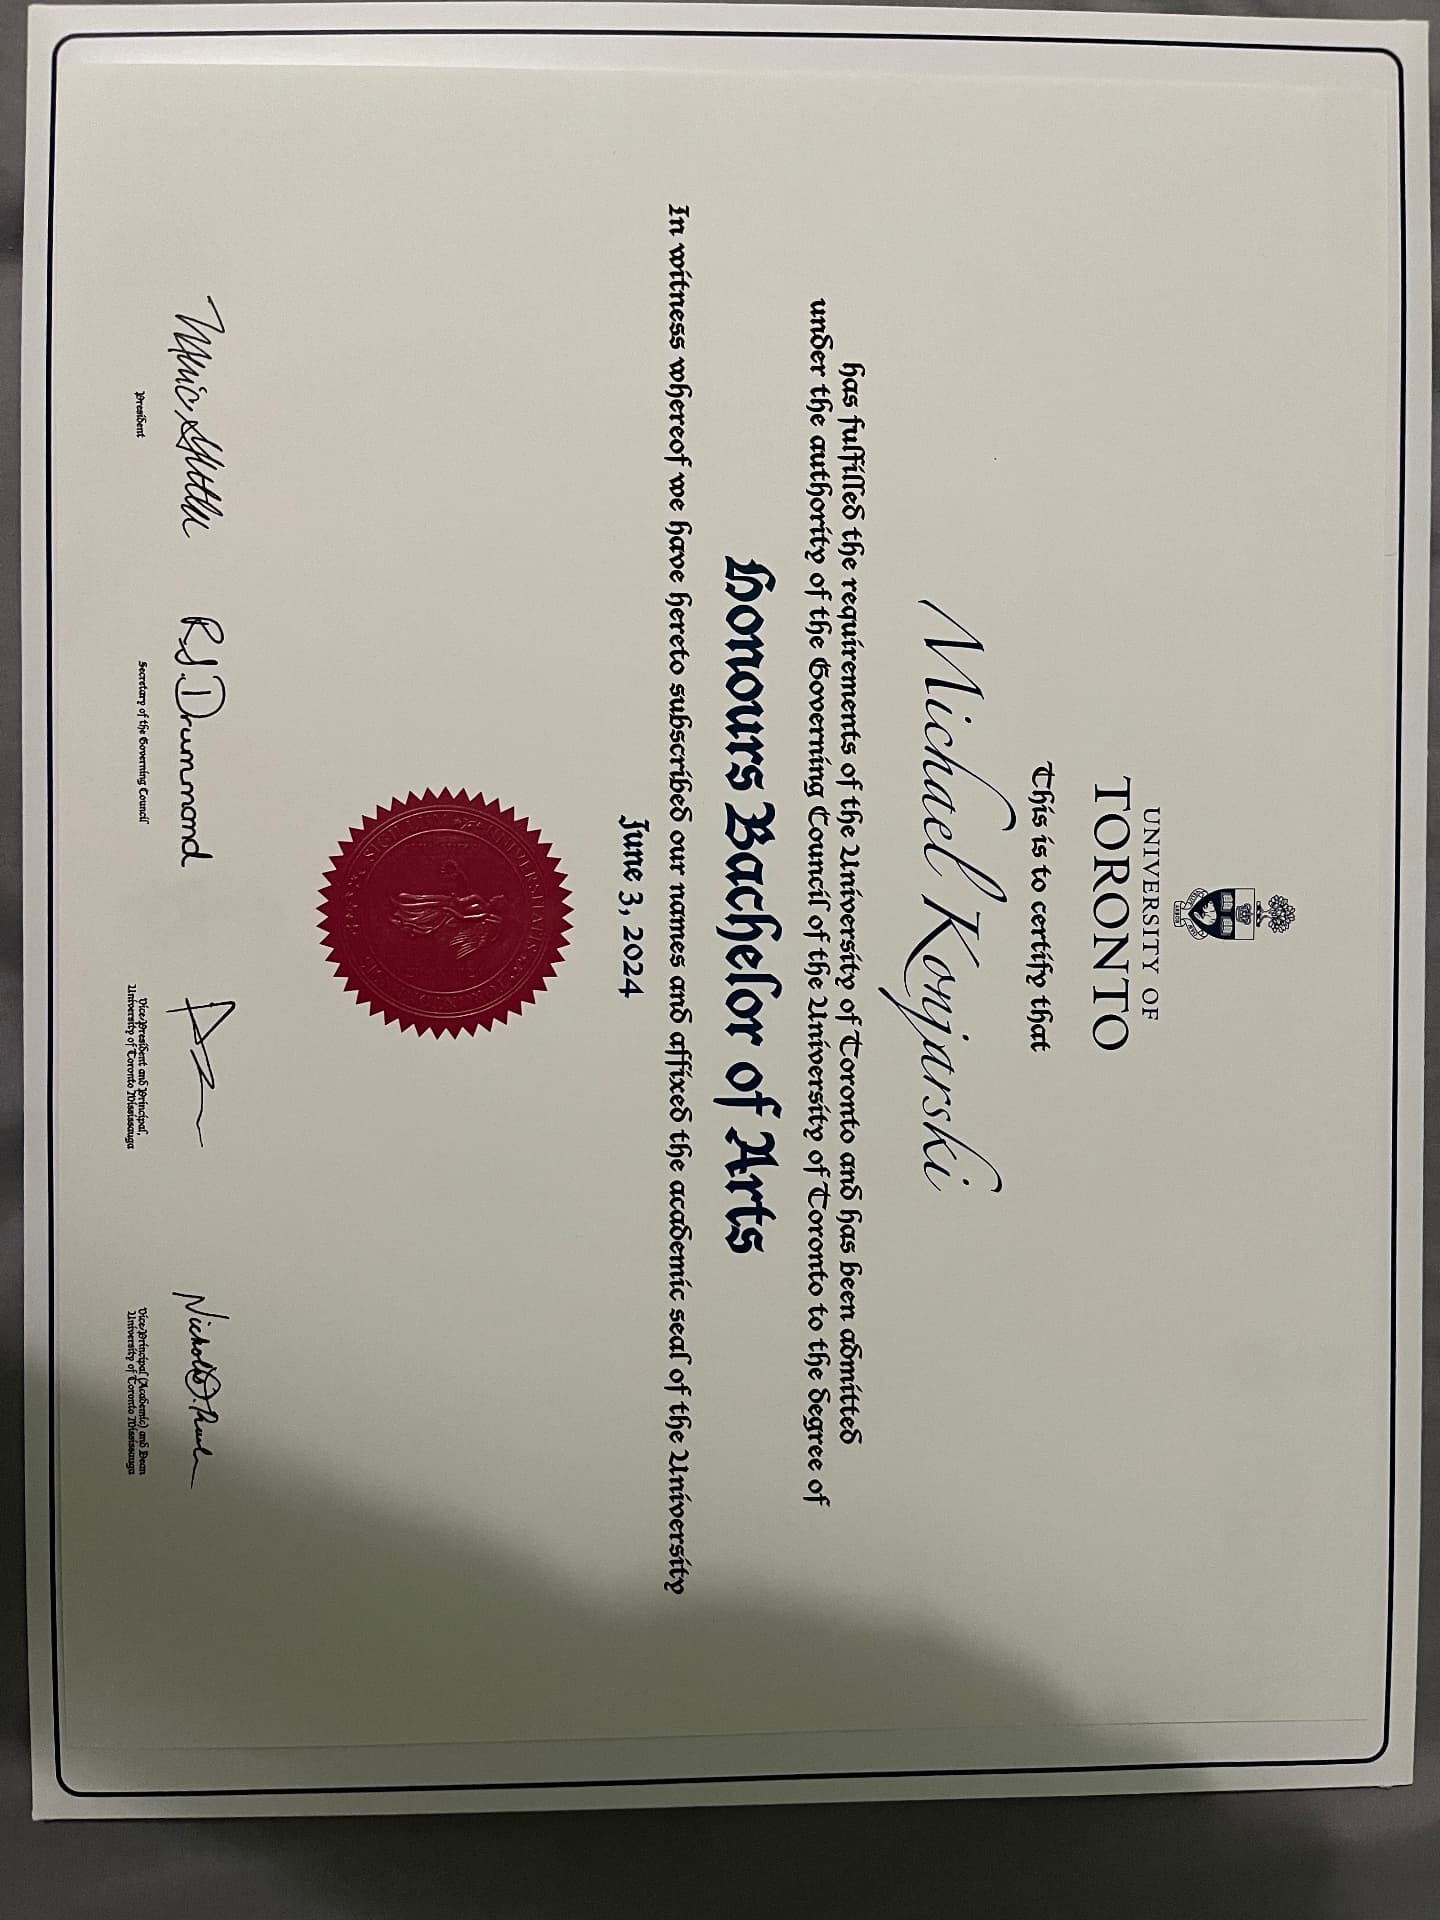 UNIVERSITY OF
TORONTO
This is to certify that
Michael Konjarski
has fulfilled the requirements of the University of Toronto and has been admitted
under the authority of the Governing Council of the University of Toronto to the degree of
Honours Bachelor of Arts
In witness whereof we have hereto subscribed our names and affixed the academic seal of the University
June 3, 2024
R.S. Drummond
President
Secretary of the Governing Council
Vice-President and Principal,
University of Toronto Mississauga
Vice-Principal (Academic) and Dean
University of Toronto Mississauga